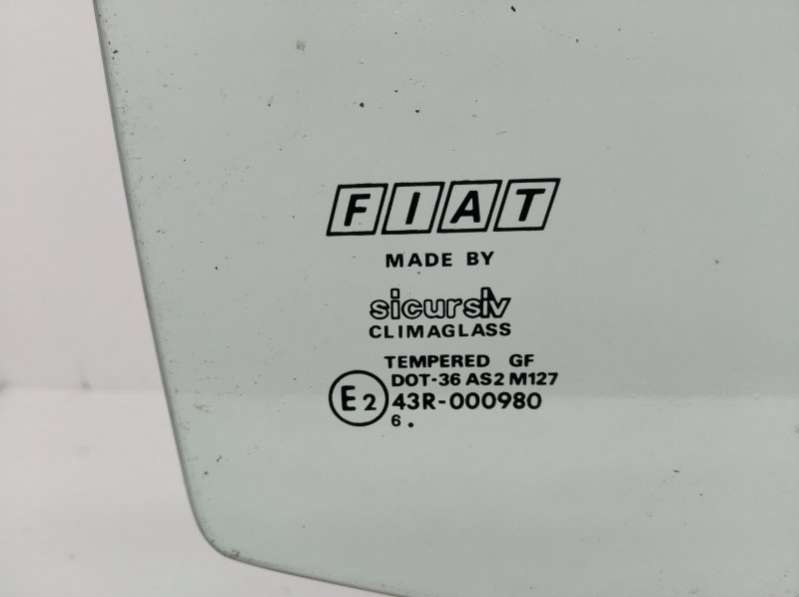 FIAT
MADE BY
sicursiv
CLIMAGLASS
TEMPERED GF
DOT-36 AS2 M127
E2 43R-000980
6 .